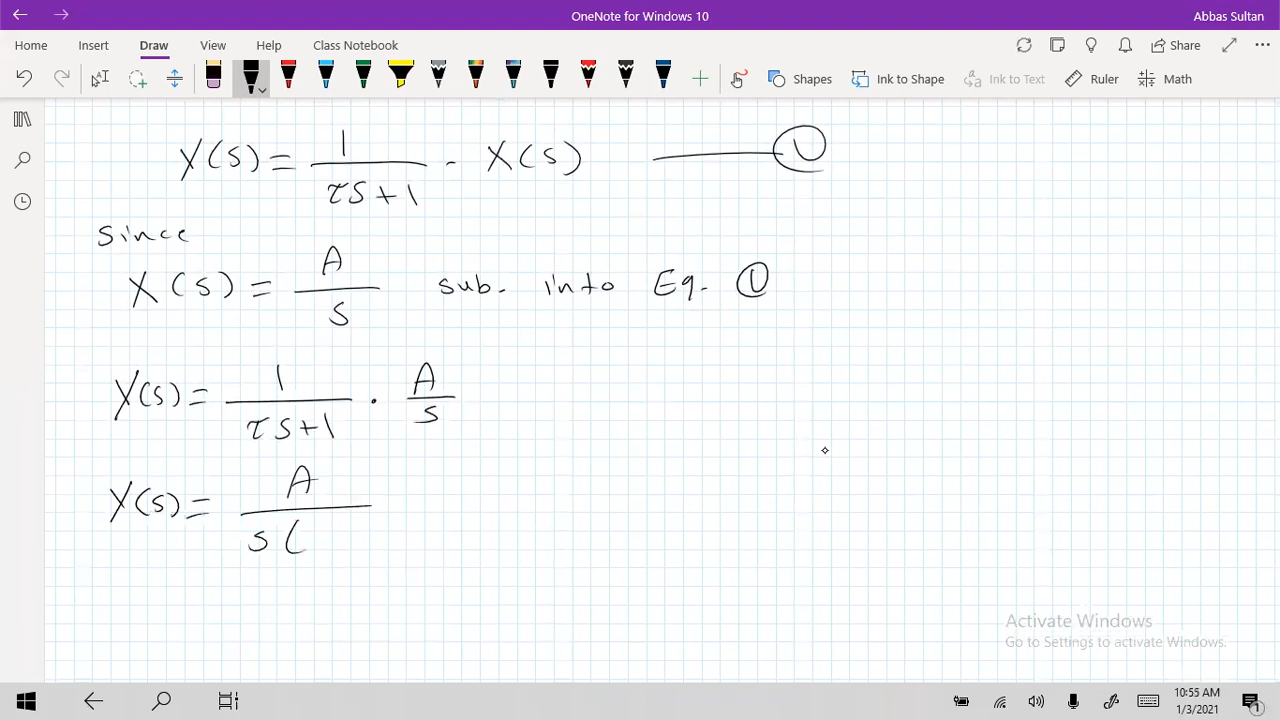 OneNote for Windows 10
Abbas Sultan
Home Insert Draw View Help Class Notebook Share
Shapes Ink to Shape Ink to Text Ruler Math
Y(s) = 1/(τs+1) · X(s) ——— ①
since
X(s) = A/s sub. into Eq. ①
Y(s) = 1/(τs+1) · A/s
Y(s) = A/s(
Activate Windows
Go to Settings to activate Windows.
10:55 AM
1/3/2021